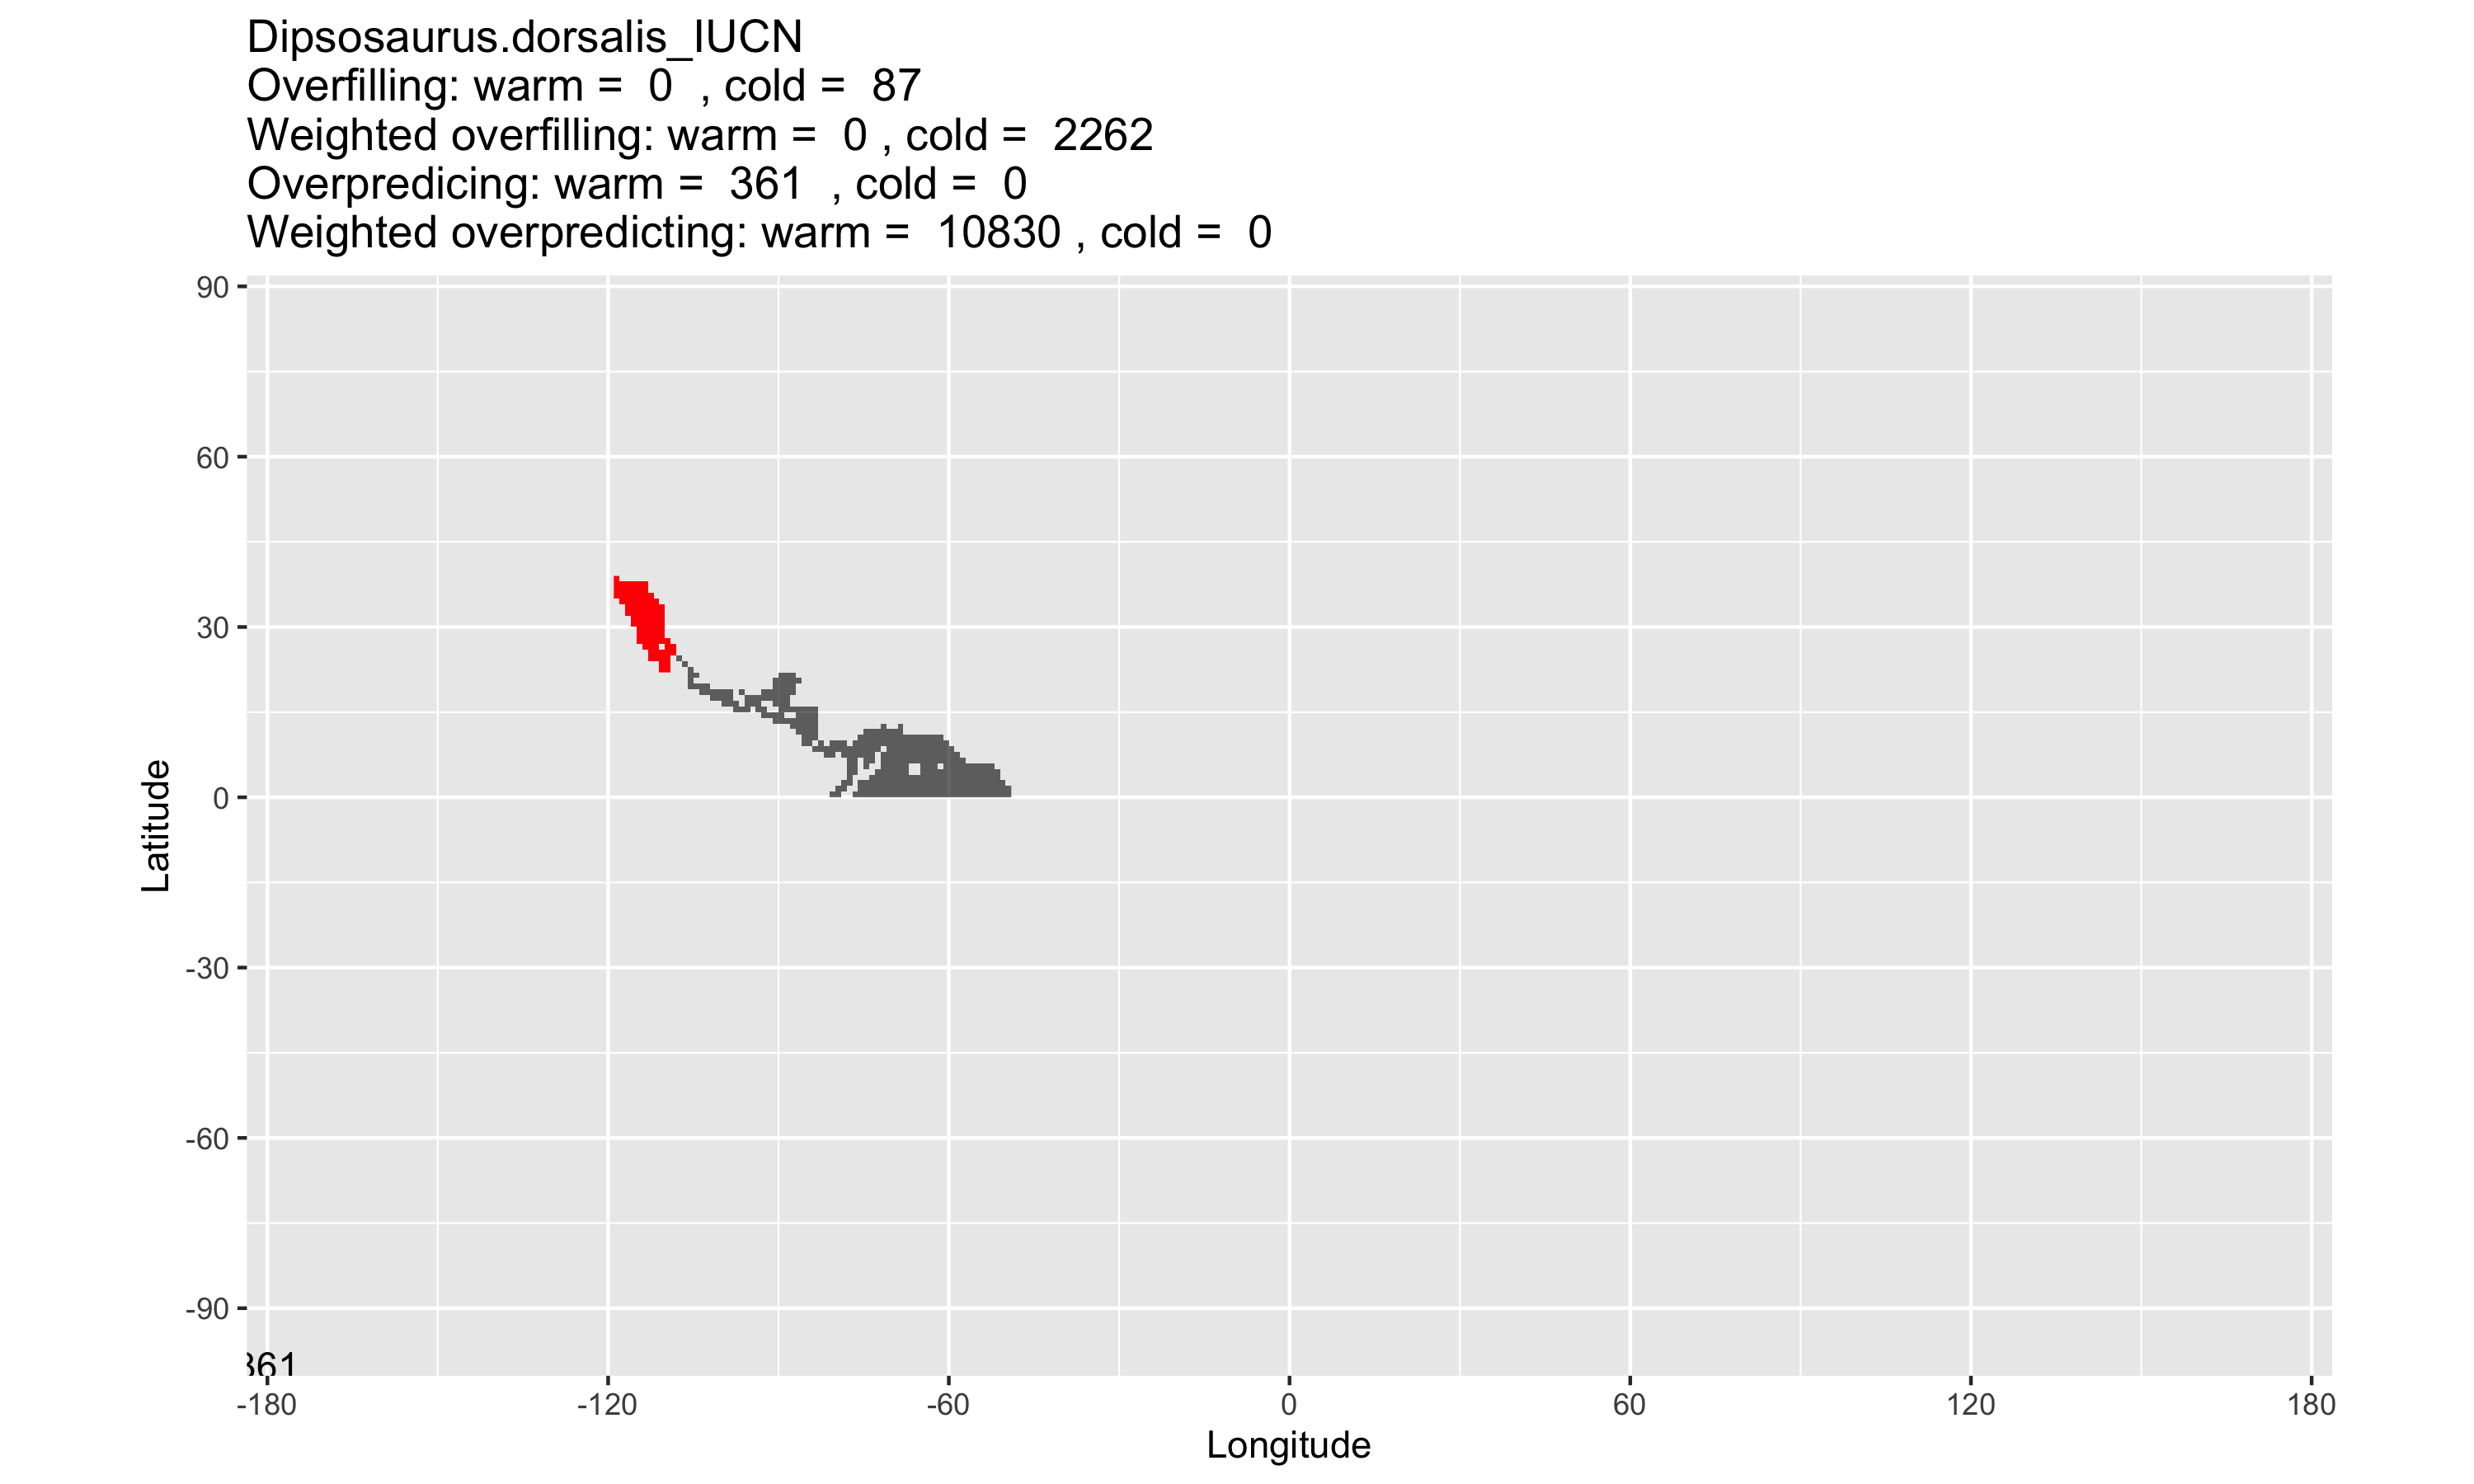 Dipsosaurus.dorsalis_IUCN
Overfilling: warm =  0  , cold =  87
Weighted overfilling: warm =  0 , cold =  2262
Overpredicing: warm =  361  , cold =  0
Weighted overpredicting: warm =  10830 , cold =  0
90
60
30
0
-30
-60
-90
Latitude
361
-180
-120
-60
0
60
120
180
Longitude